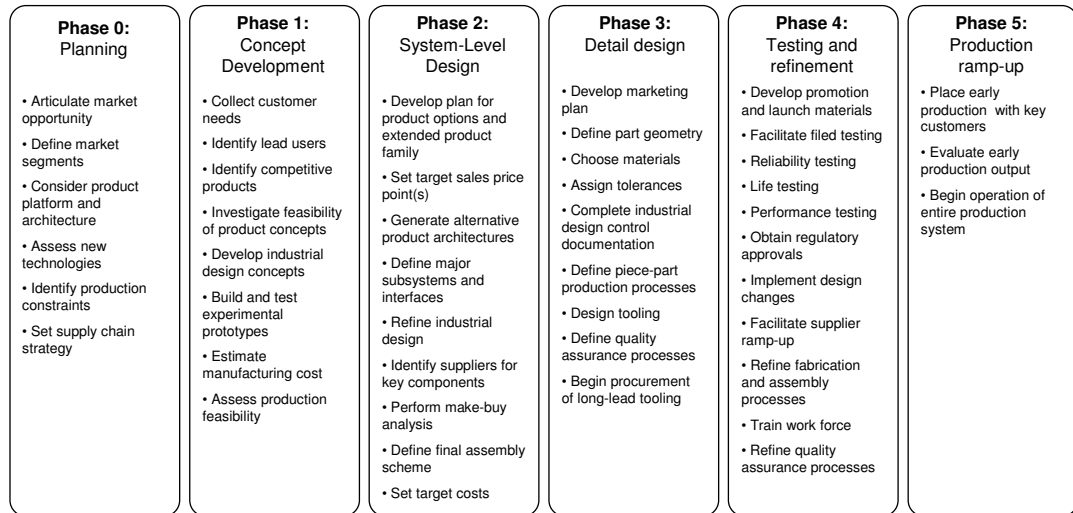 Phase 0:
Planning
• Articulate market
opportunity
• Define market
segments
• Consider product
platform and
architecture
• Assess new
technologies
• Identify production
constraints
• Set supply chain
strategy
Phase 1:
Concept
Development
• Collect customer
needs
• Identify lead users
• Identify competitive
products
• Investigate feasibility
of product concepts
• Develop industrial
design concepts
• Build and test
experimental
prototypes
• Estimate
manufacturing cost
• Assess production
feasibility
Phase 2:
System-Level
Design
• Develop plan for
product options and
extended product
family
• Set target sales price
point(s)
• Generate alternative
product architectures
• Define major
subsystems and
interfaces
• Refine industrial
design
• Identify suppliers for
key components
• Perform make-buy
analysis
• Define final assembly
scheme
• Set target costs
Phase 3:
Detail design
• Develop marketing
plan
• Define part geometry
• Choose materials
• Assign tolerances
• Complete industrial
design control
documentation
• Define piece-part
production processes
• Design tooling
• Define quality
assurance processes
• Begin procurement
of long-lead tooling
Phase 4:
Testing and
refinement
• Develop promotion
and launch materials
• Facilitate filed testing
• Reliability testing
• Life testing
• Performance testing
• Obtain regulatory
approvals
• Implement design
changes
• Facilitate supplier
ramp-up
• Refine fabrication
and assembly
processes
• Train work force
• Refine quality
assurance processes
Phase 5:
Production
ramp-up
• Place early
production with key
customers
• Evaluate early
production output
• Begin operation of
entire production
system